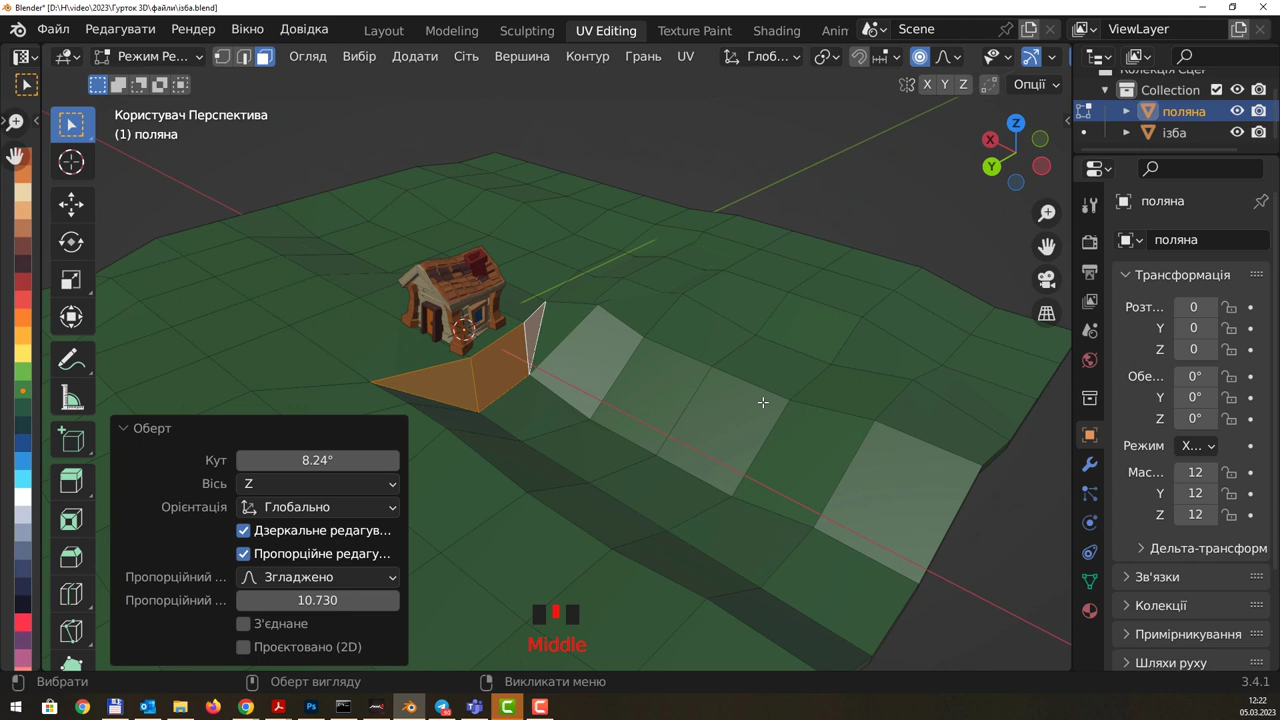 Blender* [D:\H\video\2023\Гурток 3D\файли\ізба.blend]
Файл Редагувати Рендер Вікно Довідка Layout Modeling Sculpting UV Editing Texture Paint Shading Anin Scene ViewLayer
Режим Ре... Огляд Вибір Додати Сіть Вершина Контур Грань UV Глоб...
X Y Z Опції
Колекція Сцен
Collection
поляна
ізба
Користувач Перспектива
(1) поляна
Z
X
Y
поляна
поляна
Трансформація
Розт... 0
Y 0
Z 0
Обе... 0°
Y 0°
Z 0°
Режим X...
Мас... 12
Y 12
Z 12
Дельта-трансформ
Зв'язки
Колекції
Примірникування
Шляхи руху
Оберт
Кут 8.24°
Вісь Z
Орієнтація Глобально
Дзеркальне редагув...
Пропорційне редагу...
Пропорційний ... Згладжено
Пропорційний ... 10.730
З'єднане
Проєктовано (2D)
Middle
Вибрати Оберт вигляду Викликати меню 3.4.1
12:22
05.03.2023